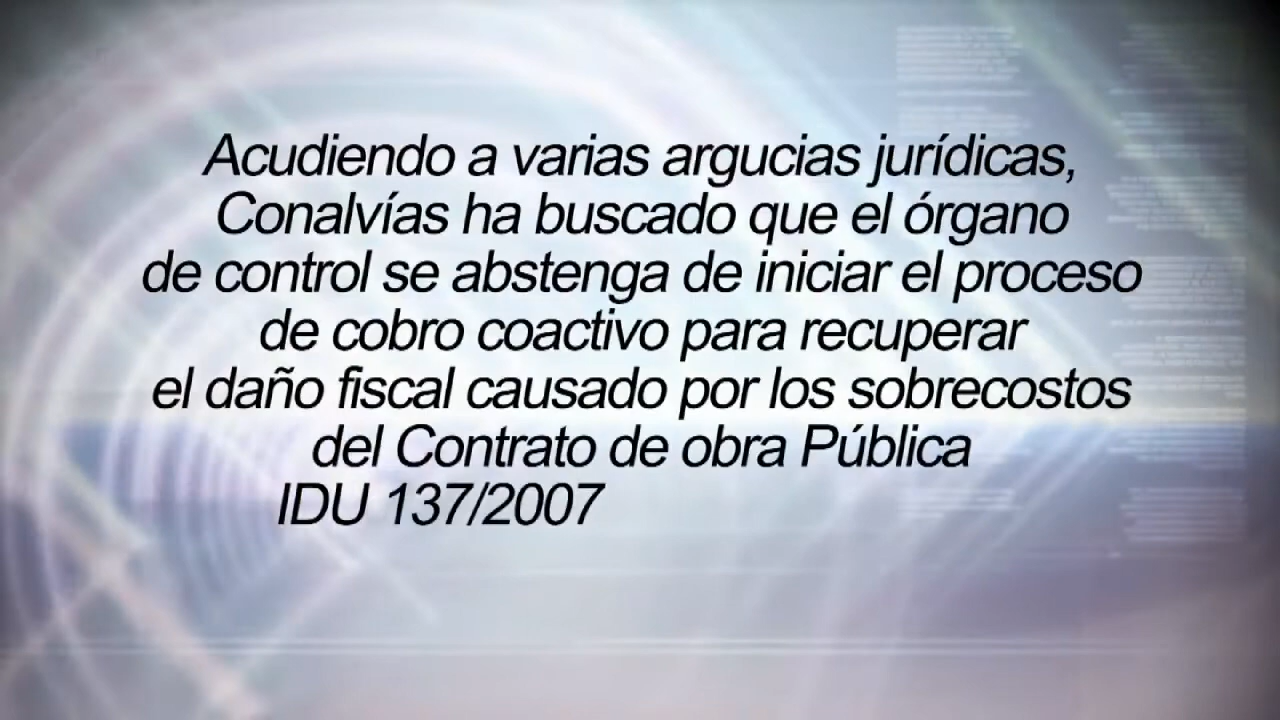 Acudiendo a varias argucias jurídicas,
Conalvías ha buscado que el órgano
de control se abstenga de iniciar el proceso
de cobro coactivo para recuperar
el daño fiscal causado por los sobrecostos
del Contrato de obra Pública
IDU 137/2007